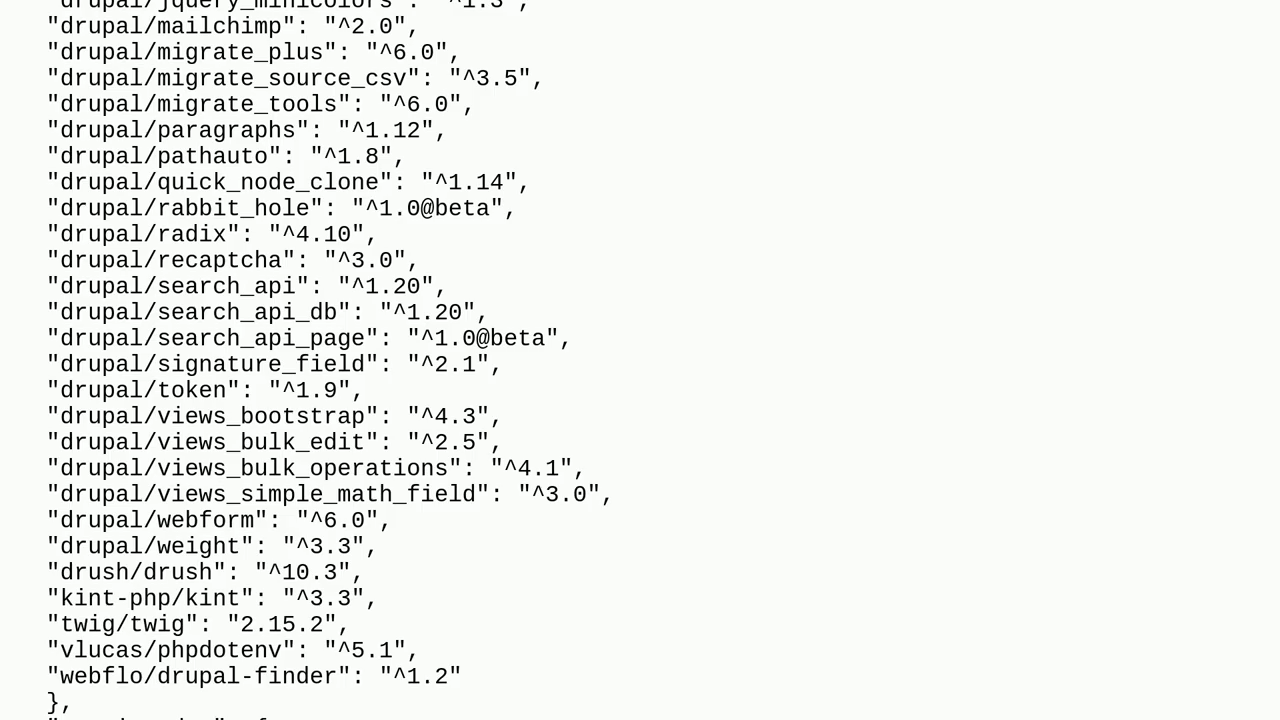 "drupal/jquery_minicolors": "^1.3",
"drupal/mailchimp": "^2.0",
"drupal/migrate_plus": "^6.0",
"drupal/migrate_source_csv": "^3.5",
"drupal/migrate_tools": "^6.0",
"drupal/paragraphs": "^1.12",
"drupal/pathauto": "^1.8",
"drupal/quick_node_clone": "^1.14",
"drupal/rabbit_hole": "^1.0@beta",
"drupal/radix": "^4.10",
"drupal/recaptcha": "^3.0",
"drupal/search_api": "^1.20",
"drupal/search_api_db": "^1.20",
"drupal/search_api_page": "^1.0@beta",
"drupal/signature_field": "^2.1",
"drupal/token": "^1.9",
"drupal/views_bootstrap": "^4.3",
"drupal/views_bulk_edit": "^2.5",
"drupal/views_bulk_operations": "^4.1",
"drupal/views_simple_math_field": "^3.0",
"drupal/webform": "^6.0",
"drupal/weight": "^3.3",
"drush/drush": "^10.3",
"kint-php/kint": "^3.3",
"twig/twig": "2.15.2",
"vlucas/phpdotenv": "^5.1",
"webflo/drupal-finder": "^1.2"
},